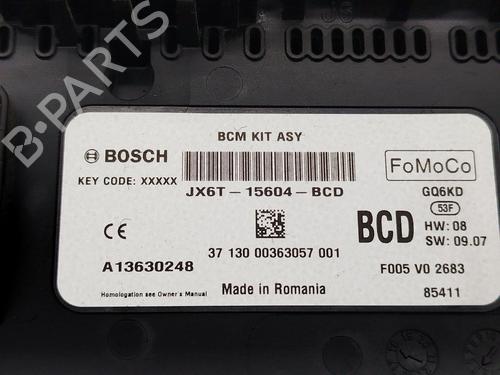 BCM KIT ASY
BOSCH
FoMoCo
KEY CODE: XXXXX
JX6T-15604-BCD
GQ6KD
53F
BCD
HW: 08
SW: 09.07
CE
37 130 00363057 001
A13630248
F005 V0 2683
Homologation see Owner's Manual
Made in Romania
85411
B-PARTS